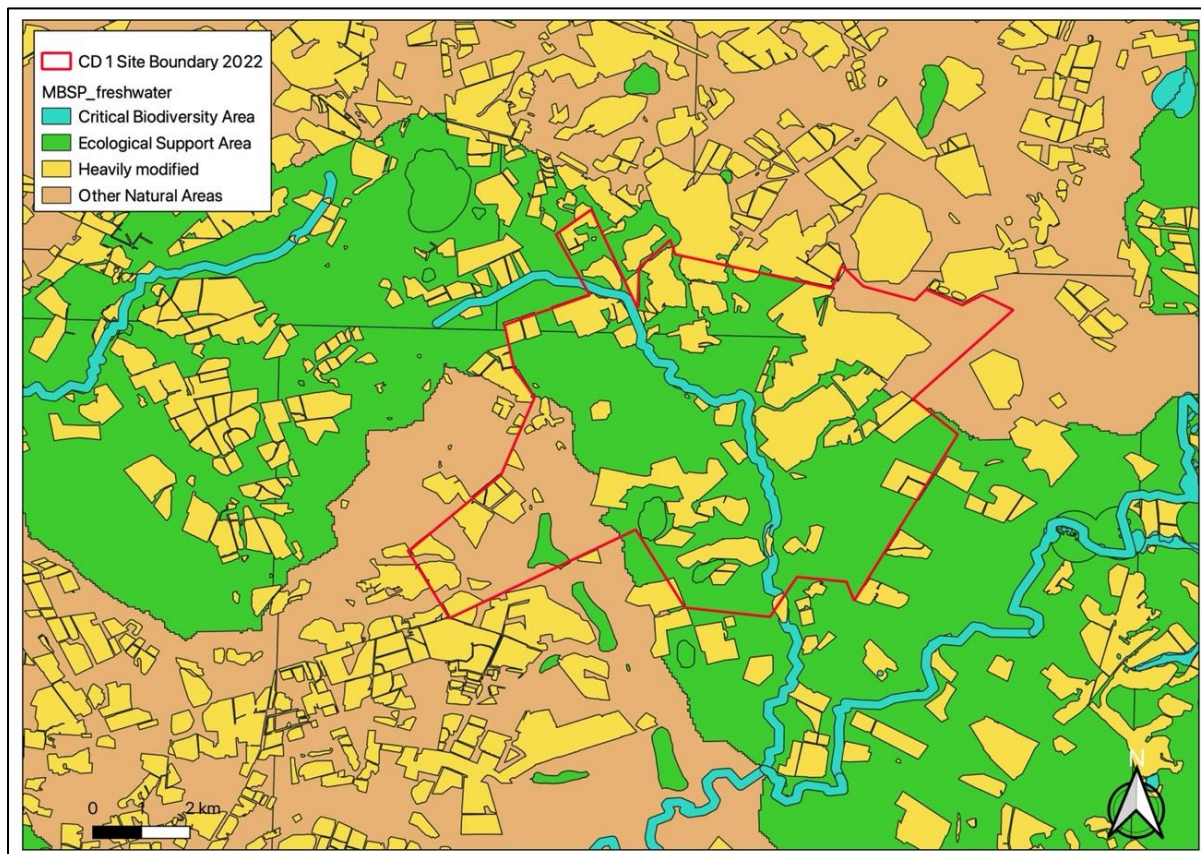 CD 1 Site Boundary 2022
MBSP_freshwater
Critical Biodiversity Area
Ecological Support Area
Heavily modified
Other Natural Areas
N
0 1 2 km